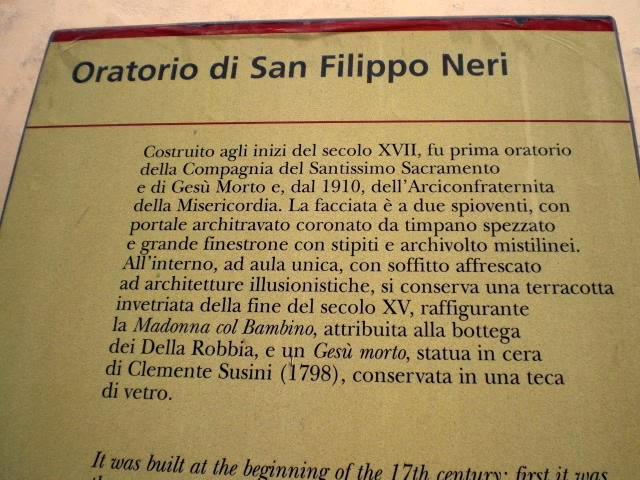 Oratorio di San Filippo Neri
Costruito agli inizi del secolo XVII, fu prima oratorio
della Compagnia del Santissimo Sacramento
e di Gesù Morto e, dal 1910, dell'Arciconfraternita
della Misericordia. La facciata è a due spioventi, con
portale architravato coronato da timpano spezzato
e grande finestrone con stipiti e archivolto mistilinei.
All'interno, ad aula unica, con soffitto affrescato
ad architetture illusionistiche, si conserva una terracotta
invetriata della fine del secolo XV, raffigurante
la Madonna col Bambino, attribuita alla bottega
dei Della Robbia, e un Gesù morto, statua in cera
di Clemente Susini (1798), conservata in una teca
di vetro.
It was built at the beginning of the 17th century; first it was